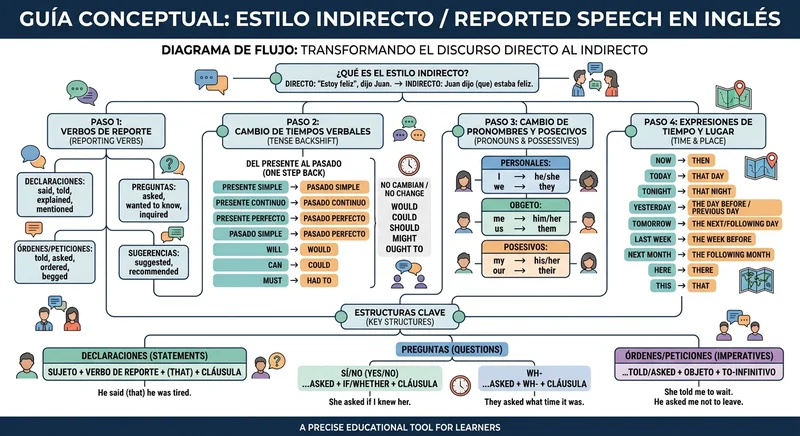 GUÍA CONCEPTUAL: ESTILO INDIRECTO / REPORTED SPEECH EN INGLÉS
DIAGRAMA DE FLUJO: TRANSFORMANDO EL DISCURSO DIRECTO AL INDIRECTO
¿QUÉ ES EL ESTILO INDIRECTO?
DIRECTO: "Estoy feliz", dijo Juan. → INDIRECTO: Juan dijo (que) estaba feliz.
PASO 1:
VERBOS DE REPORTE
(REPORTING VERBS)
DECLARACIONES:
said, told,
explained,
mentioned
PREGUNTAS:
asked,
wanted to know,
inquired
ÓRDENES/PETICIONES:
told, asked,
ordered,
begged
SUGERENCIAS:
suggested,
recommended
PASO 2:
CAMBIO DE TIEMPOS VERBALES
(TENSE BACKSHIFT)
DEL PRESENTE AL PASADO
(ONE STEP BACK)
PRESENTE SIMPLE → PASADO SIMPLE
PRESENTE CONTINUO → PASADO CONTINUO
PRESENTE PERFECTO → PASADO PERFECTO
PASADO SIMPLE → PASADO PERFECTO
WILL → WOULD
CAN → COULD
MUST → HAD TO
NO CAMBIAN /
NO CHANGE
WOULD
COULD
SHOULD
MIGHT
OUGHT TO
PASO 3: CAMBIO DE
PRONOMBRES Y POSECIVOS
(PRONOUNS & POSSESSIVES)
PERSONALES:
I → he/she
we → they
OBGETO:
me → him/her
us → them
POSESIVOS:
my → his/her
our → their
PASO 4: EXPRESIONES DE
TIEMPO Y LUGAR
(TIME & PLACE)
NOW → THEN
TODAY → THAT DAY
TONIGHT → THAT NIGHT
YESTERDAY → THE DAY BEFORE /
PREVIOUS DAY
TOMORROW → THE NEXT/FOLLOWING DAY
LAST WEEK → THE WEEK BEFORE
NEXT MONTH → THE FOLLOWING MONTH
HERE → THERE
THIS → THAT
ESTRUCTURAS CLAVE
(KEY STRUCTURES)
DECLARACIONES (STATEMENTS)
SUJETO + VERBO DE REPORTE + (THAT) + CLÁUSULA
He said (that) he was tired.
PREGUNTAS (QUESTIONS)
SÍ/NO (YES/NO)
...ASKED + IF/WHETHER + CLÁUSULA
She asked if I knew her.
WH-
...ASKED + WH- + CLÁUSULA
They asked what time it was.
ÓRDENES/PETICIONES (IMPERATIVES)
...TOLD/ASKED + OBJETO + TO-INFINITIVO
She told me to wait.
He asked me not to leave.
A PRECISE EDUCATIONAL TOOL FOR LEARNERS